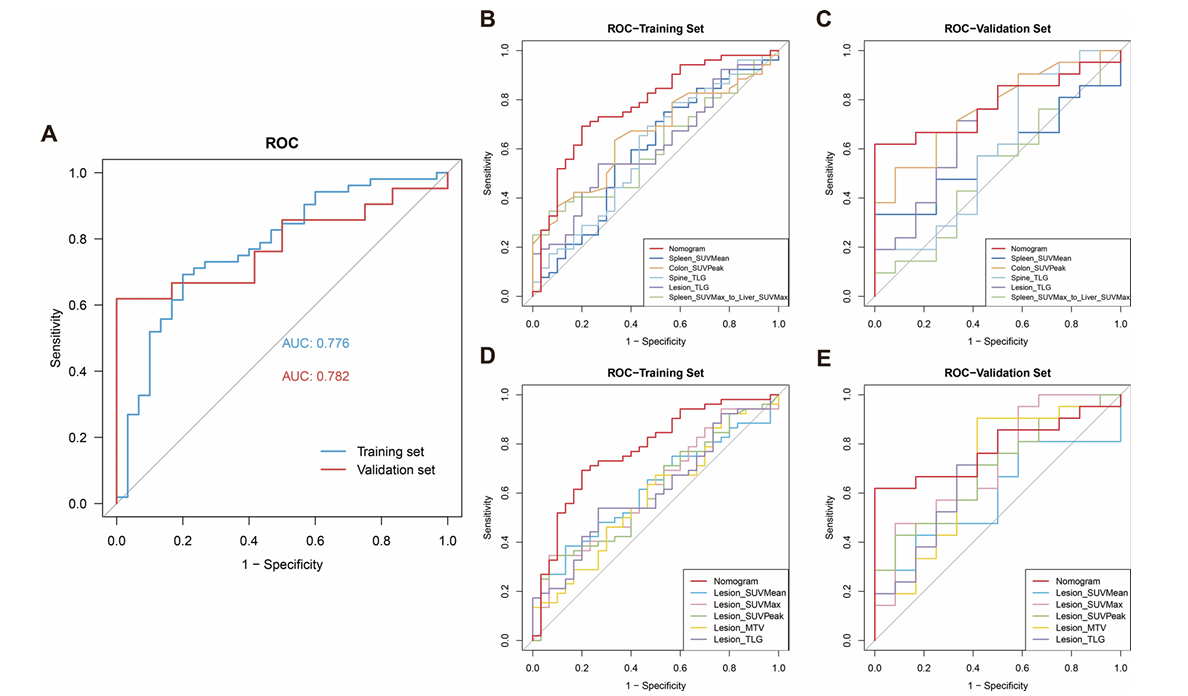 A
ROC
Sensitivity
1.0
0.8
0.6
0.4
0.2
0.0
AUC: 0.776
AUC: 0.782
Training set
Validation set
0.0 0.2 0.4 0.6 0.8 1.0
1 − Specificity
B
ROC−Training Set
Sensitivity
1.0
0.8
0.6
0.4
0.2
0.0
Nomogram
Spleen_SUVMean
Colon_SUVPeak
Spine_TLG
Lesion_TLG
Spleen_SUVMax_to_Liver_SUVMax
0.0 0.2 0.4 0.6 0.8 1.0
1 − Specificity
C
ROC−Validation Set
Sensitivity
1.0
0.8
0.6
0.4
0.2
0.0
Nomogram
Spleen_SUVMean
Colon_SUVPeak
Spine_TLG
Lesion_TLG
Spleen_SUVMax_to_Liver_SUVMax
0.0 0.2 0.4 0.6 0.8 1.0
1 − Specificity
D
ROC−Training Set
Sensitivity
1.0
0.8
0.6
0.4
0.2
0.0
Nomogram
Lesion_SUVMean
Lesion_SUVMax
Lesion_SUVPeak
Lesion_MTV
Lesion_TLG
0.0 0.2 0.4 0.6 0.8 1.0
1 − Specificity
E
ROC−Validation Set
Sensitivity
1.0
0.8
0.6
0.4
0.2
0.0
Nomogram
Lesion_SUVMean
Lesion_SUVMax
Lesion_SUVPeak
Lesion_MTV
Lesion_TLG
0.0 0.2 0.4 0.6 0.8 1.0
1 − Specificity